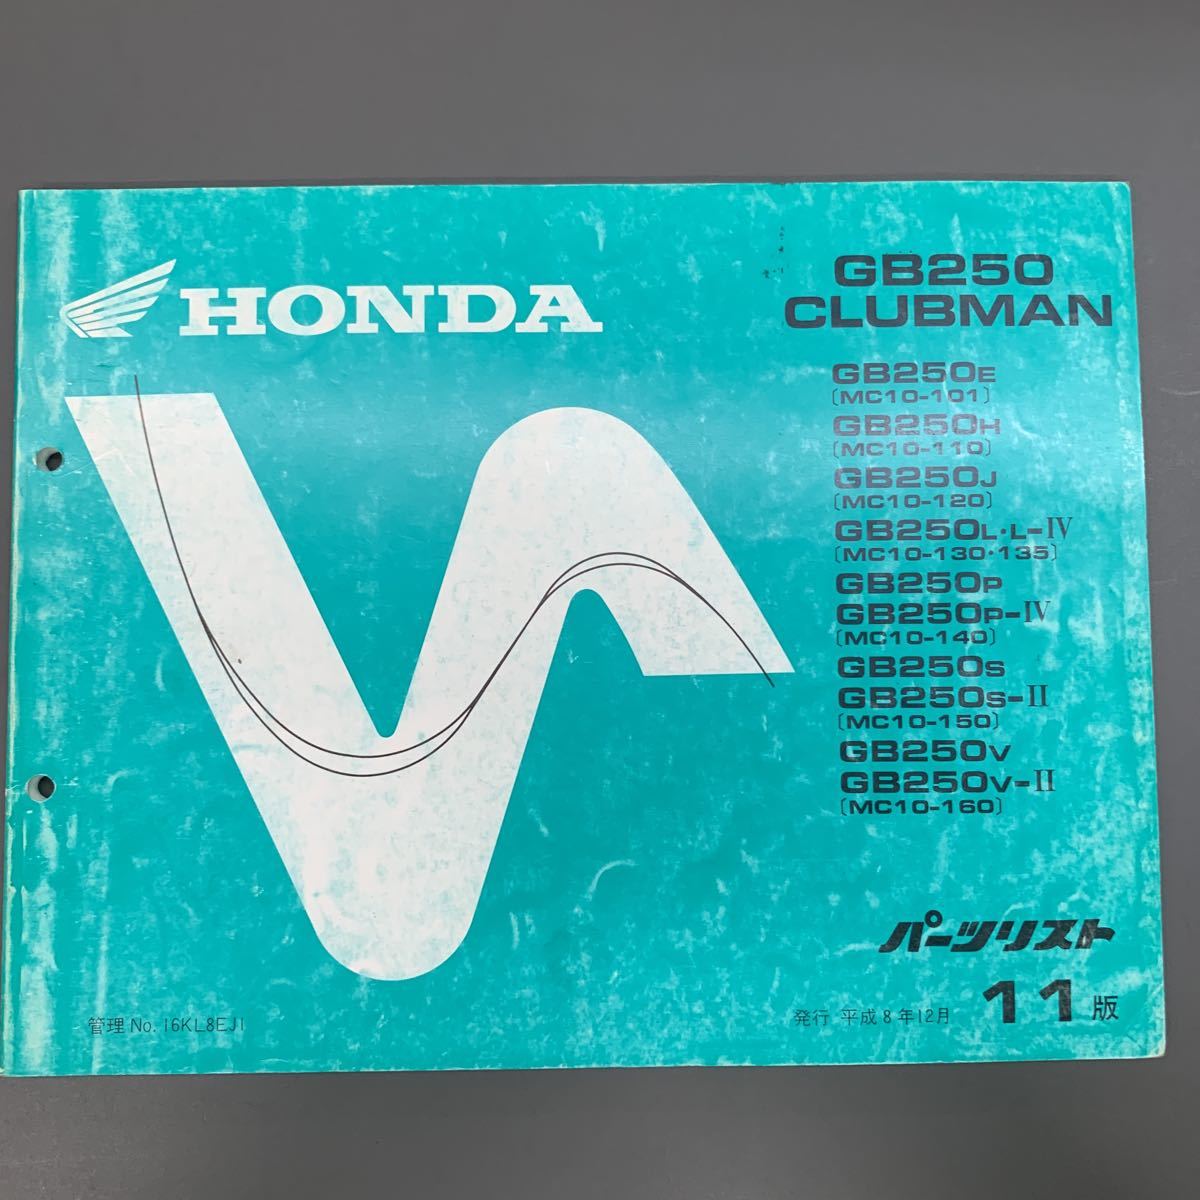 HONDA
GB250
CLUBMAN
GB250E
〔MC10-101〕
GB250H
〔MC10-110〕
GB250J
〔MC10-120〕
GB250L・L-IV
〔MC10-130・135〕
GB250P
GB250P-IV
〔MC10-140〕
GB250S
GB250S-II
〔MC10-150〕
GB250V
GB250V-II
〔MC10-160〕
パーツリスト
管理No. 16KL8EJ1
発行 平成8年12月 11版